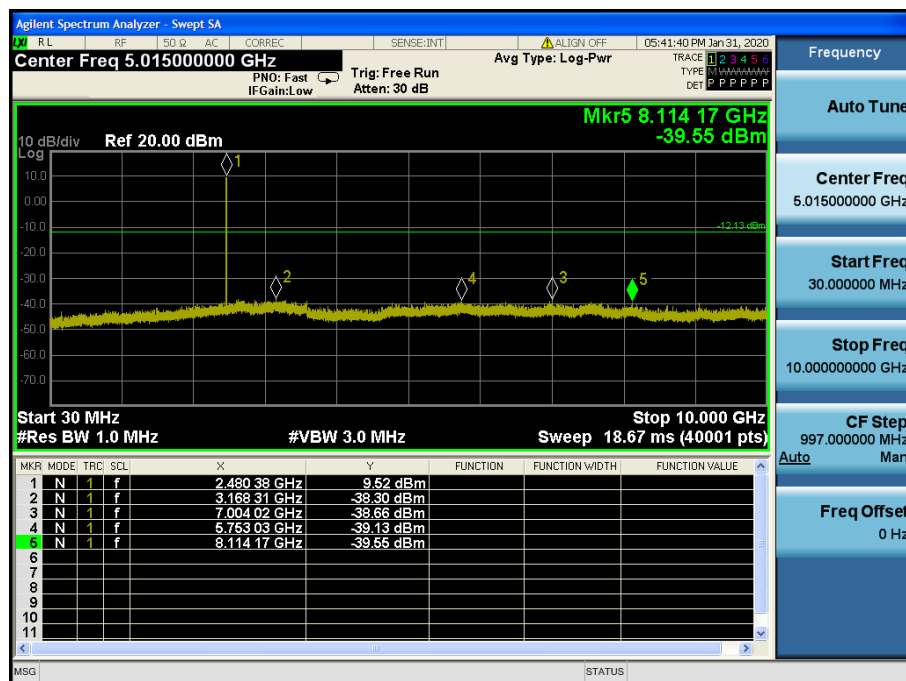 Agilent Spectrum Analyzer - Swept SA
LXI RL RF 50 Ω AC CORREC SENSE:INT ALIGN OFF 05:41:40 PM Jan 31, 2020
Center Freq 5.015000000 GHz
PNO: Fast
IFGain:Low
Trig: Free Run
Atten: 30 dB
Avg Type: Log-Pwr
TRACE 1 2 3 4 5 6
TYPE MWWWWW
DET P P P P P P
Mkr5 8.114 17 GHz
-39.55 dBm
10 dB/div Ref 20.00 dBm
Log
10.0
0.00
-10.0
-20.0
-30.0
-40.0
-50.0
-60.0
-70.0
1
2
4
3
5
-12.13 dBm
Start 30 MHz Stop 10.000 GHz
#Res BW 1.0 MHz #VBW 3.0 MHz Sweep 18.67 ms (40001 pts)
MKR MODE TRC SCL X Y FUNCTION FUNCTION WIDTH FUNCTION VALUE
1 N 1 f 2.480 38 GHz 9.52 dBm
2 N 1 f 3.168 31 GHz -38.30 dBm
3 N 1 f 7.004 02 GHz -38.66 dBm
4 N 1 f 5.753 03 GHz -39.13 dBm
5 N 1 f 8.114 17 GHz -39.55 dBm
6
7
8
9
10
11
MSG STATUS
Frequency
Auto Tune
Center Freq
5.015000000 GHz
Start Freq
30.000000 MHz
Stop Freq
10.000000000 GHz
CF Step
997.000000 MHz
Auto Man
Freq Offset
0 Hz